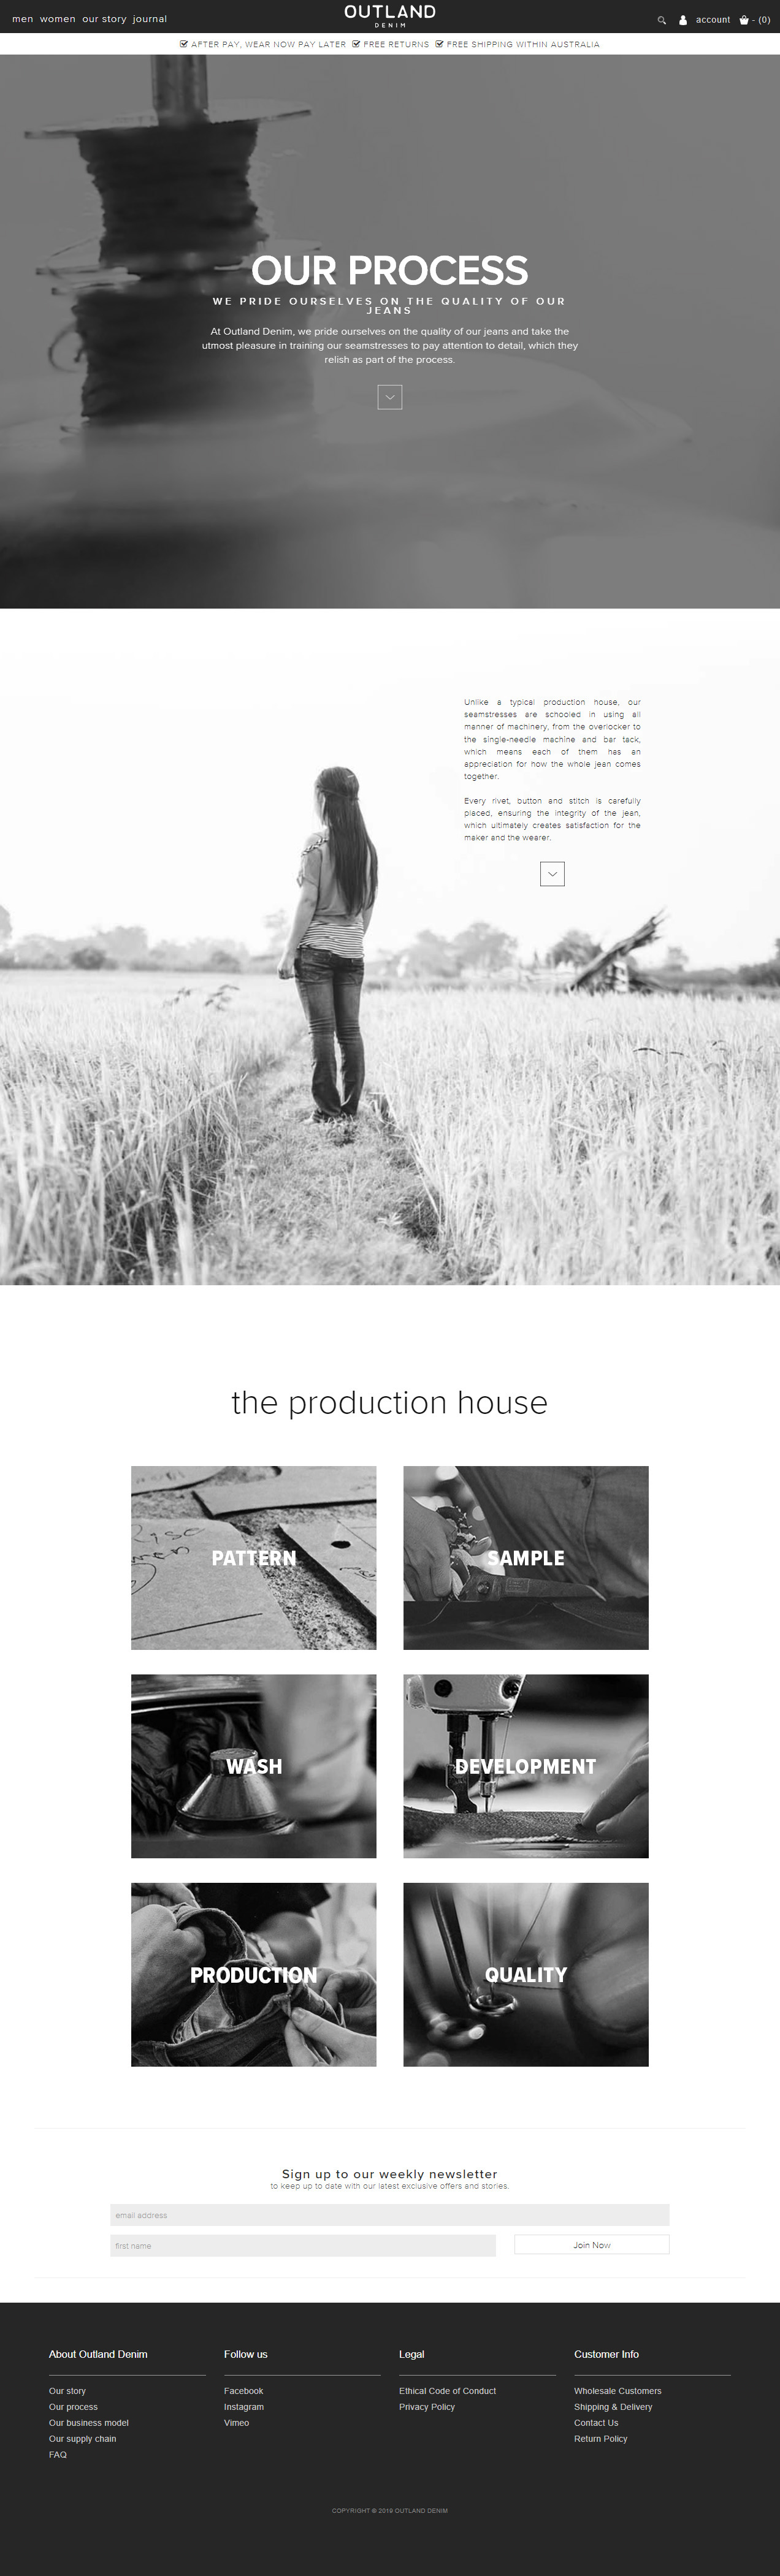 men women our story journal
OUTLAND
DENIM
account - (0)
AFTER PAY, WEAR NOW PAY LATER FREE RETURNS FREE SHIPPING WITHIN AUSTRALIA
OUR PROCESS
WE PRIDE OURSELVES ON THE QUALITY OF OUR
JEANS
At Outland Denim, we pride ourselves on the quality of our jeans and take the
utmost pleasure in training our seamstresses to pay attention to detail, which they
relish as part of the process.
Unlike a typical production house, our
seamstresses are schooled in using all
manner of machinery, from the overlocker to
the single-needle machine and bar tack,
which means each of them has an
appreciation for how the whole jean comes
together.
Every rivet, button and stitch is carefully
placed, ensuring the integrity of the jean,
which ultimately creates satisfaction for the
maker and the wearer.
the production house
PATTERN
SAMPLE
WASH
DEVELOPMENT
PRODUCTION
QUALITY
Sign up to our weekly newsletter
to keep up to date with our latest exclusive offers and stories.
email address
first name
Join Now
About Outland Denim
Our story
Our process
Our business model
Our supply chain
FAQ
Follow us
Facebook
Instagram
Vimeo
Legal
Ethical Code of Conduct
Privacy Policy
Customer Info
Wholesale Customers
Shipping & Delivery
Contact Us
Return Policy
COPYRIGHT © 2019 OUTLAND DENIM